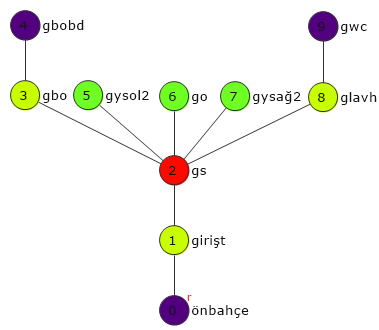 4 gbobd
9 gwc
3 gbo
5 gysol2
6 go
7 gysağ2
8 glavh
2 gs
1 girişt
r
0 önbahçe